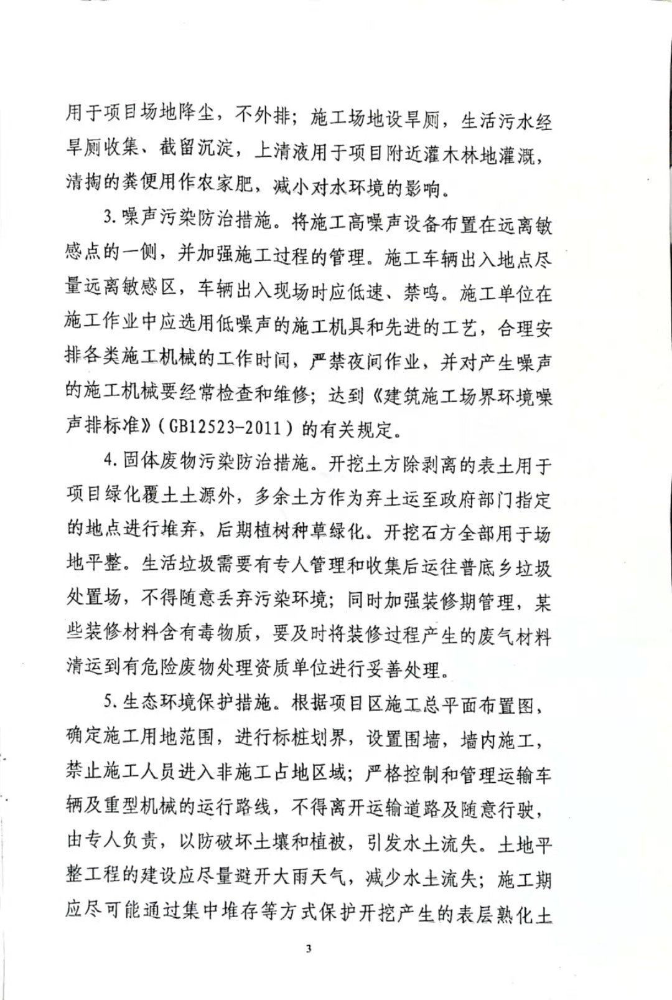 用于项目场地降尘，不外排；施工场地设旱厕，生活污水经
旱厕收集、截留沉淀，上清液用于项目附近灌木林地灌溉，
清掏的粪便用作农家肥，减小对水环境的影响。
3.噪声污染防治措施。将施工高噪声设备布置在远离敏
感点的一侧，并加强施工过程的管理。施工车辆出入地点尽
量远离敏感区，车辆出入现场时应低速、禁鸣。施工单位在
施工作业中应选用低噪声的施工机具和先进的工艺，合理安
排各类施工机械的工作时间，严禁夜间作业，并对产生噪声
的施工机械要经常检查和维修；达到《建筑施工场界环境噪
声排标准》（GB12523-2011）的有关规定。
4.固体废物污染防治措施。开挖土方除剥离的表土用于
项目绿化覆土土源外，多余土方作为弃土运至政府部门指定
的地点进行堆弃，后期植树种草绿化。开挖石方全部用于场
地平整。生活垃圾需要有专人管理和收集后运往普底乡垃圾
处置场，不得随意丢弃污染环境；同时加强装修期管理，某
些装修材料含有毒物质，要及时将装修过程产生的废气材料
清运到有危险废物处理资质单位进行妥善处理。
5.生态环境保护措施。根据项目区施工总平面布置图，
确定施工用地范围，进行标桩划界，设置围墙，墙内施工，
禁止施工人员进入非施工占地区域；严格控制和管理运输车
辆及重型机械的运行路线，不得离开运输道路及随意行驶，
由专人负责，以防破坏土壤和植被，引发水土流失。土地平
整工程的建设应尽量避开大雨天气，减少水土流失；施工期
应尽可能通过集中堆存等方式保护开挖产生的表层熟化土
3